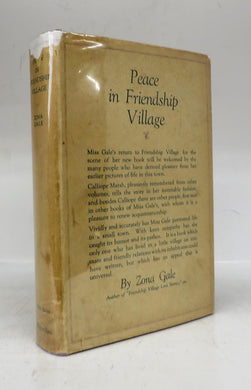 PEACE
IN
FRIENDSHIP
VILLAGE
ZONA
GALE
Peace
in Friendship
Village
Miss Gale's return to Friendship Village for the
scene of her new book will be welcomed by the
many people who have derived pleasure from her
earlier pictures of life in this town.
Calliope Marsh, pleasantly remembered from other
volumes, tells the story in her inimitable fashion,
and besides Calliope there are other people, first met
in other books of Miss Gale's, with whom it is a
pleasure to renew acquaintanceship.
Vividly and accurately has Miss Gale portrayed life
in a small town. With keen sympathy has she
caught its humor and its pathos. It is a book which
only one who has lived in a little village on inti-
mate and friendly relations with its inhabitants could
have written, but which has an appeal that is
universal.
By Zona Gale
Author of "Friendship Village Love Stories,"